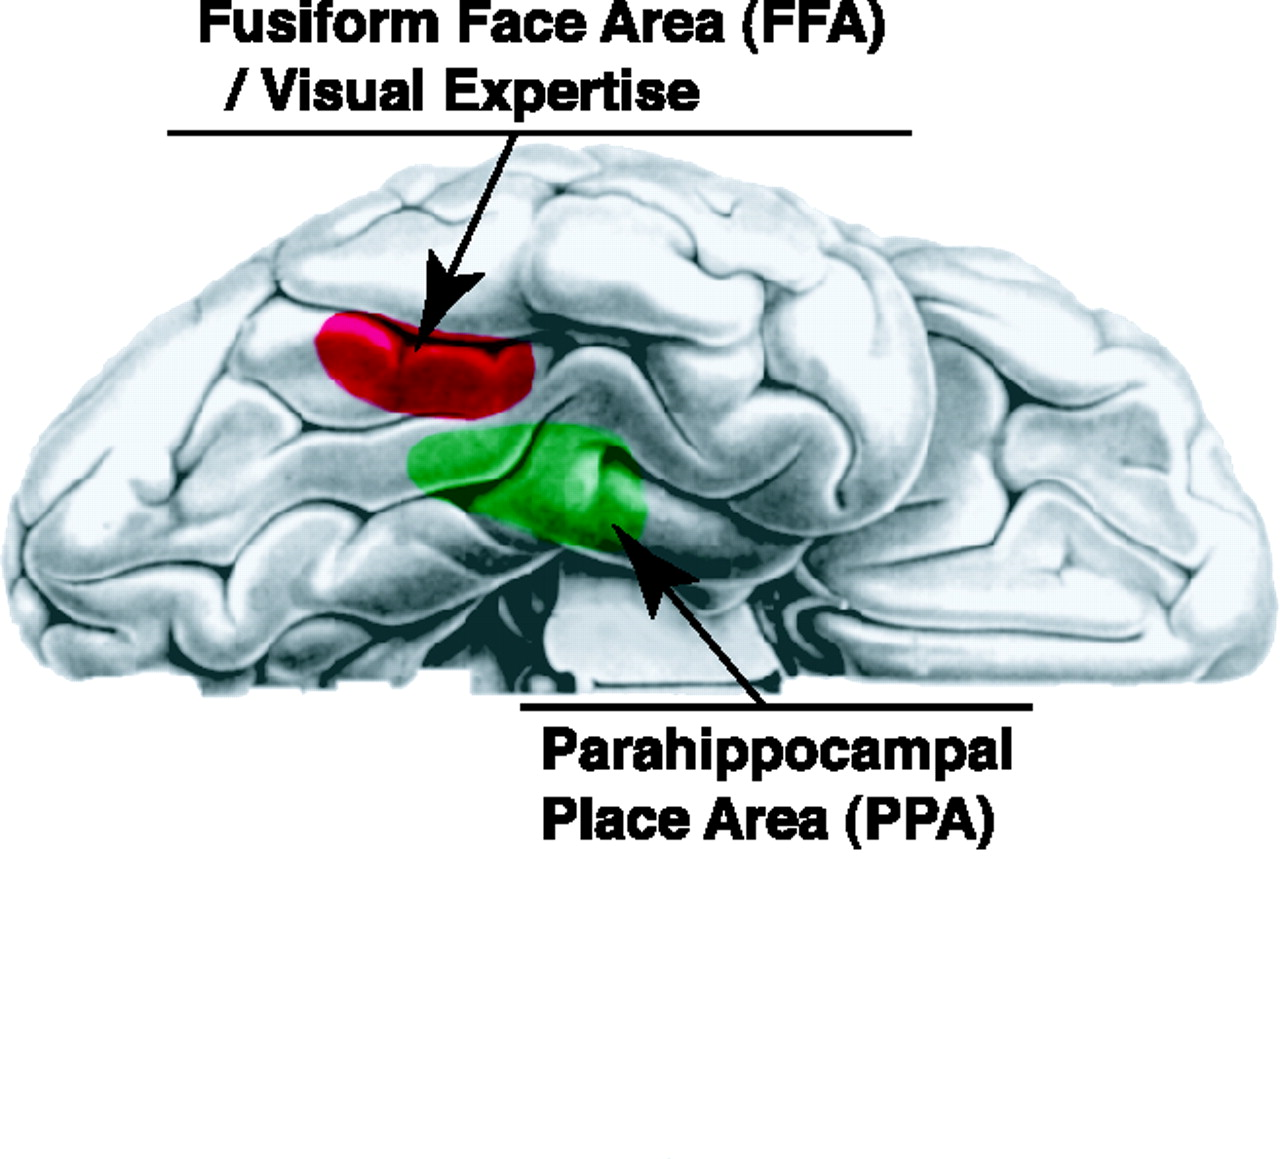 Fusiform Face Area (FFA)
/ Visual Expertise
Parahippocampal
Place Area (PPA)